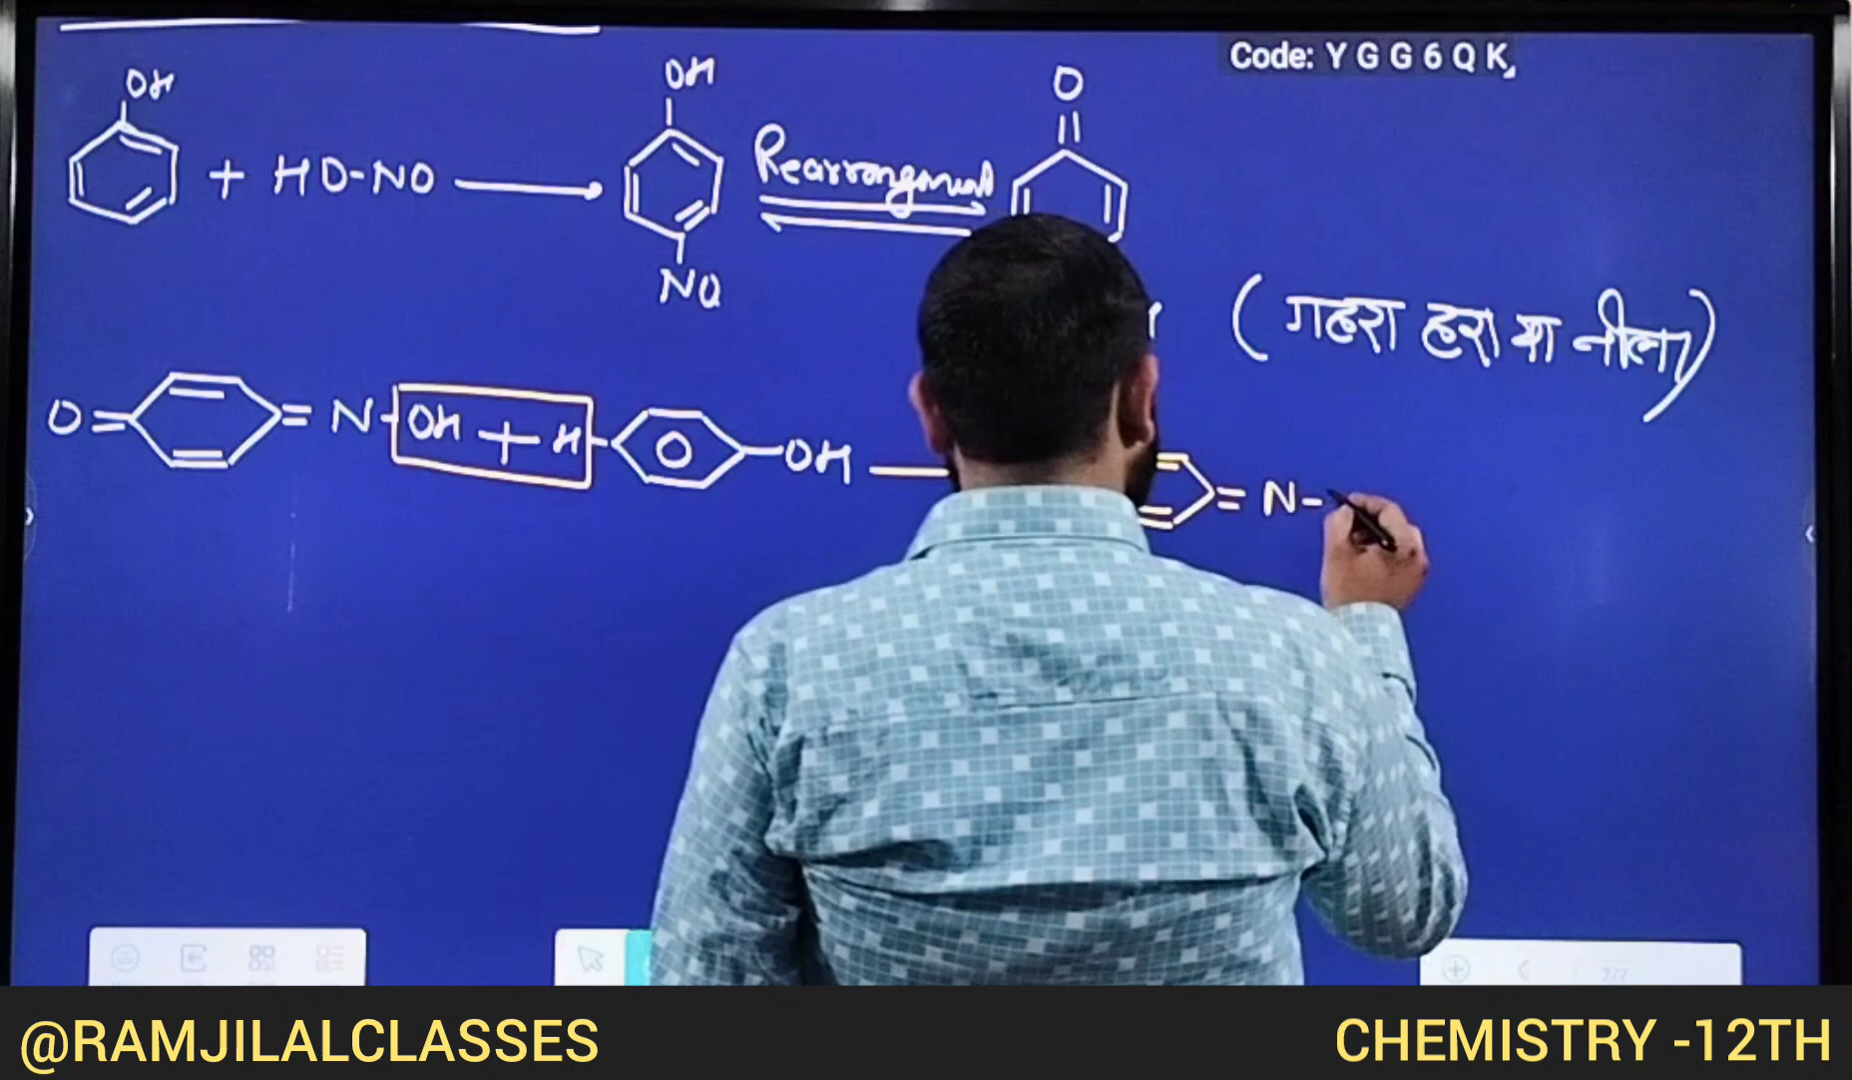 Code: Y G G 6 Q K
OH OH O
+ HO-NO Rearrangement
NO
(गहरा हरा या नीला)
O= =N-OH + H- -OH =N-
@RAMJILALCLASSES CHEMISTRY -12TH